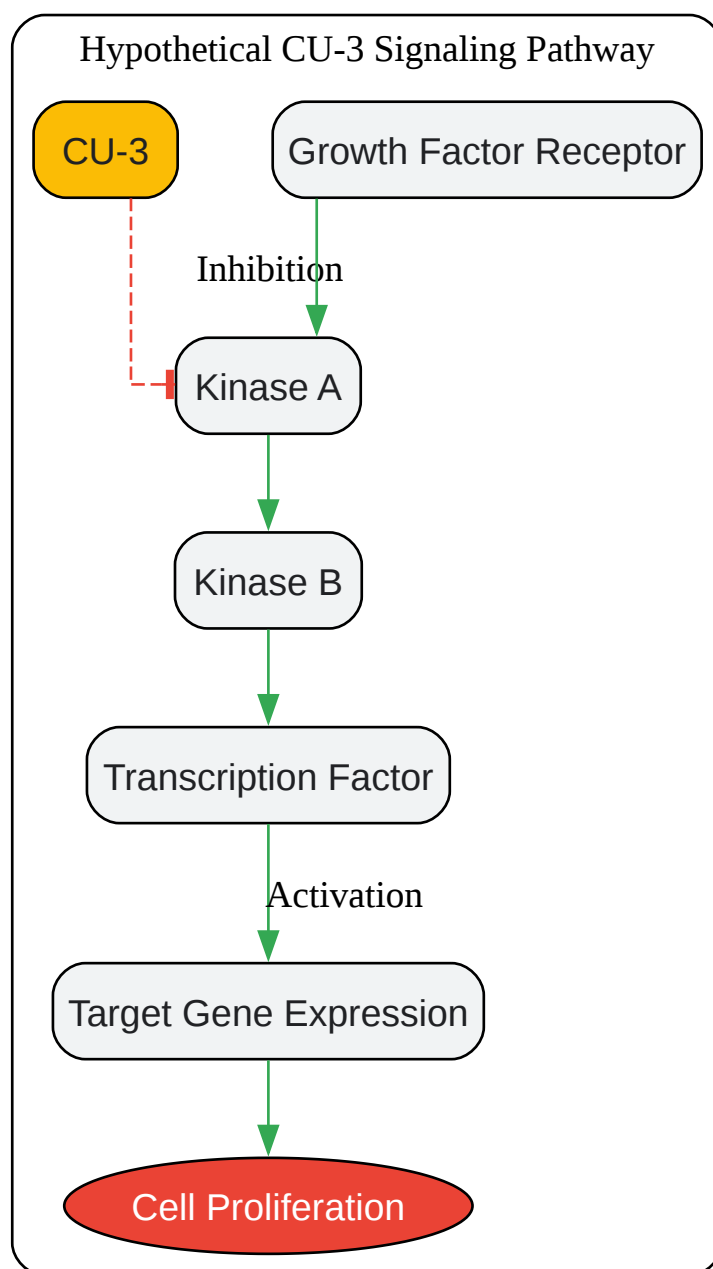 Hypothetical CU-3 Signaling Pathway
CU-3
Growth Factor Receptor
Inhibition
Kinase A
Kinase B
Transcription Factor
Activation
Target Gene Expression
Cell Proliferation